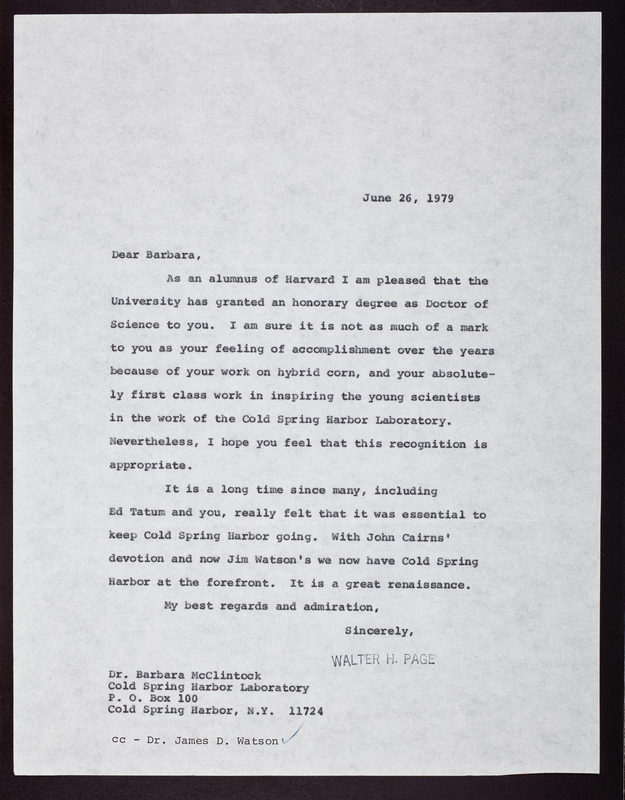 June 26, 1979
Dear Barbara,
As an alumnus of Harvard I am pleased that the
University has granted an honorary degree as Doctor of
Science to you. I am sure it is not as much of a mark
to you as your feeling of accomplishment over the years
because of your work on hybrid corn, and your absolute-
ly first class work in inspiring the young scientists
in the work of the Cold Spring Harbor Laboratory.
Nevertheless, I hope you feel that this recognition is
appropriate.
It is a long time since many, including
Ed Tatum and you, really felt that it was essential to
keep Cold Spring Harbor going. With John Cairns'
devotion and now Jim Watson's we now have Cold Spring
Harbor at the forefront. It is a great renaissance.
My best regards and admiration,
Sincerely,
WALTER H. PAGE
Dr. Barbara McClintock
Cold Spring Harbor Laboratory
P. O. Box 100
Cold Spring Harbor, N.Y. 11724
cc - Dr. James D. Watson